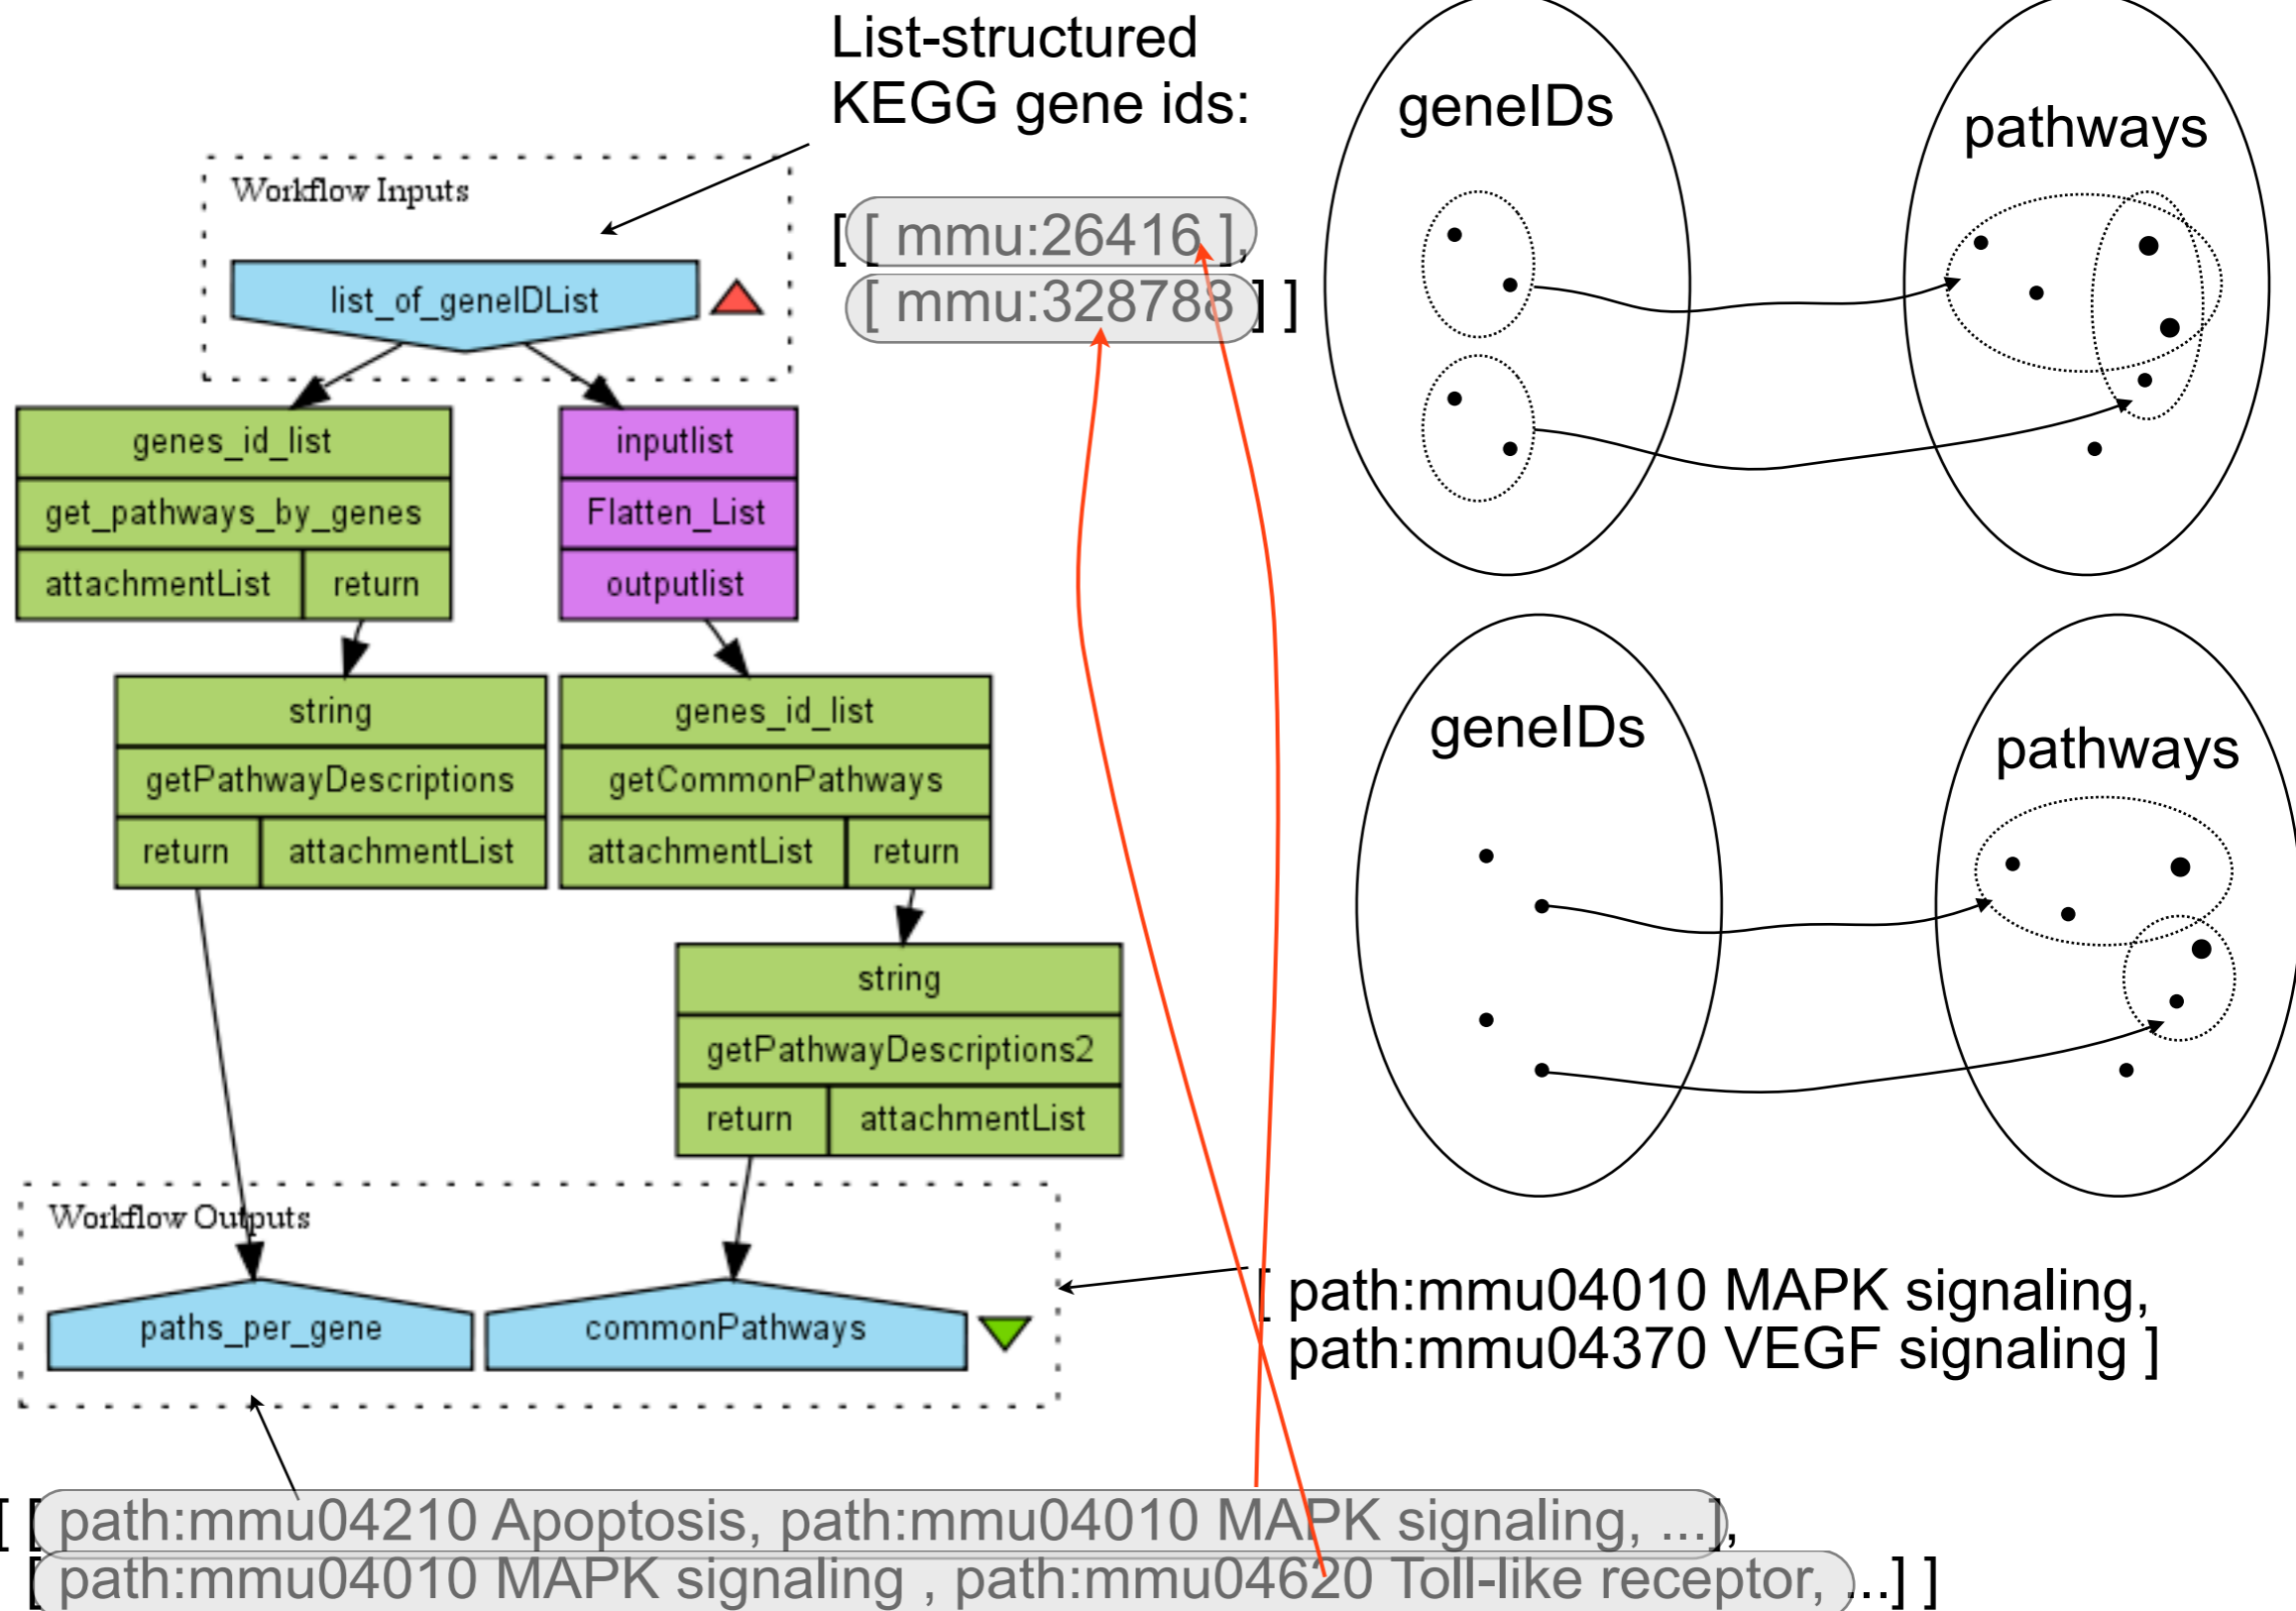 List-structured
KEGG gene ids:
[ [ mmu:26416 ],
[ mmu:328788 ] ]
Workflow Inputs
list_of_geneIDList
genes_id_list
get_pathways_by_genes
attachmentList return
inputlist
Flatten_List
outputlist
string
getPathwayDescriptions
return attachmentList
genes_id_list
getCommonPathways
attachmentList return
string
getPathwayDescriptions2
return attachmentList
Workflow Outputs
paths_per_gene
commonPathways
geneIDs
pathways
geneIDs
pathways
[ path:mmu04010 MAPK signaling,
path:mmu04370 VEGF signaling ]
[ [ path:mmu04210 Apoptosis, path:mmu04010 MAPK signaling, ...],
[ path:mmu04010 MAPK signaling , path:mmu04620 Toll-like receptor, ...] ]